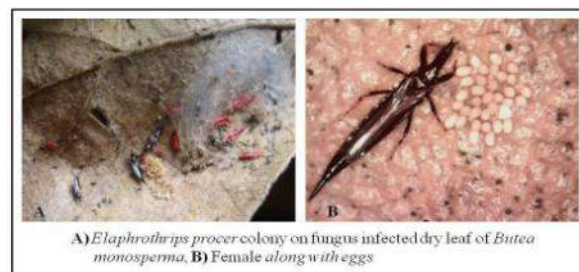 A
B
A) Elaphrothrips procer colony on fungus infected dry leaf of Butea
monosperma, B) Female along with eggs